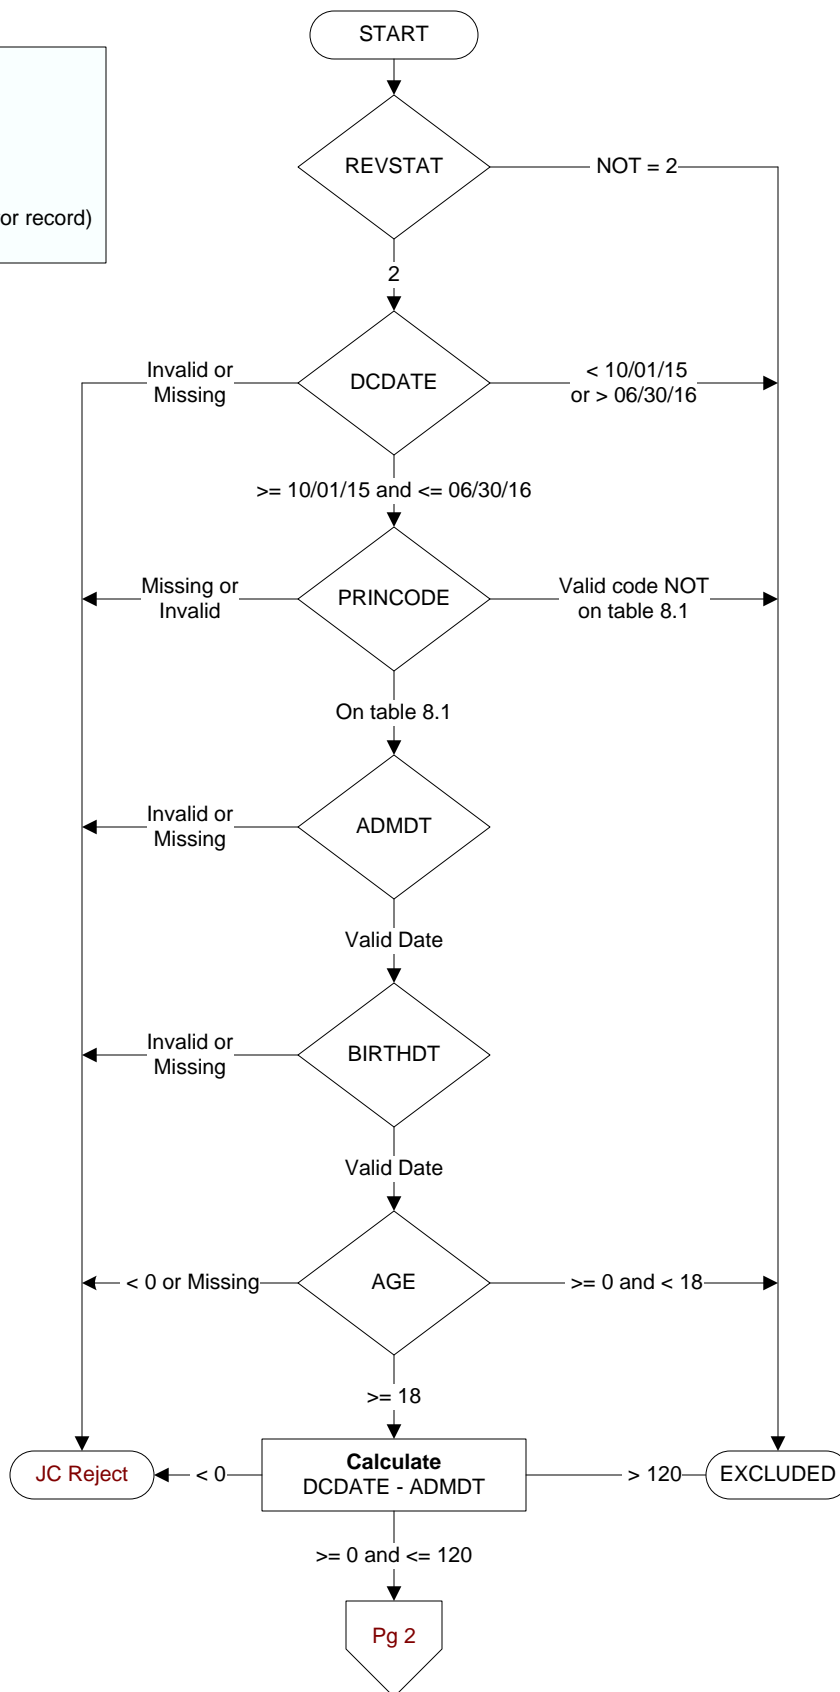 START
or record)
REVSTAT
NOT = 2
2
Invalid or
Missing
DCDATE
< 10/01/15
or > 06/30/16
>= 10/01/15 and <= 06/30/16
Missing or
Invalid
PRINCODE
Valid code NOT
on table 8.1
On table 8.1
Invalid or
Missing
ADMDT
Valid Date
Invalid or
Missing
BIRTHDT
Valid Date
< 0 or Missing
AGE
>= 0 and < 18
>= 18
JC Reject
< 0
Calculate
DCDATE - ADMDT
> 120
EXCLUDED
>= 0 and <= 120
Pg 2